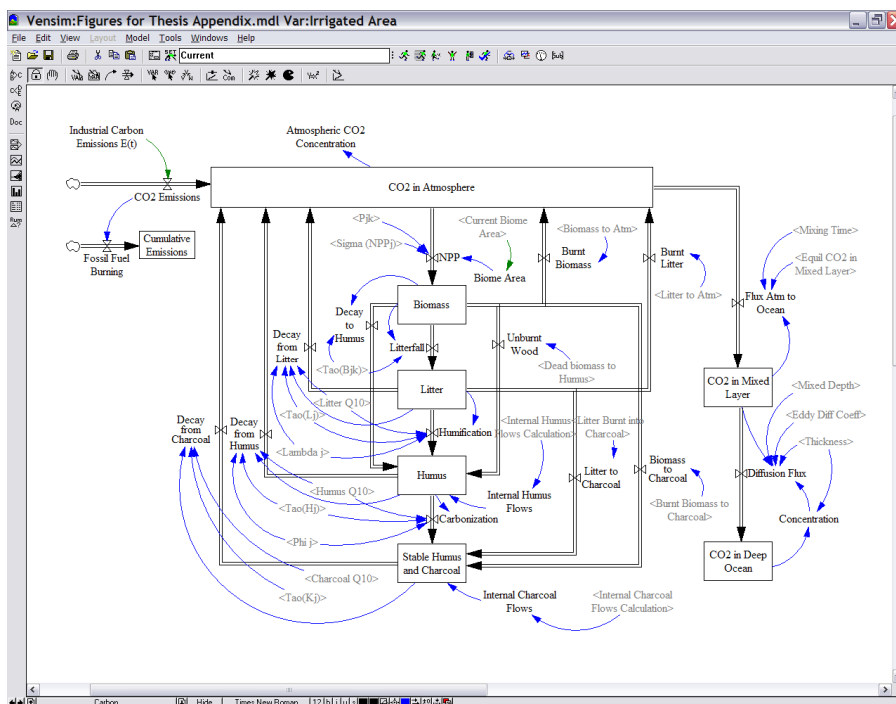 Vensim:Figures for Thesis Appendix.mdl Var:Irrigated Area
File Edit View Layout Model Tools Windows Help
SET
Current
VAR
Com
Doc
Industrial Carbon
Emissions E(t)
Atmospheric CO2
Concentration
CO2 in Atmosphere
CO2 Emissions
Cumulative
Emissions
Fossil Fuel
Burning
<Pjk>
<Sigma (NPPj)>
<Current Biome
Area>
NPP
Biome Area
<Biomass to Atm>
Burnt
Biomass
Burnt
Litter
<Litter to Atm>
<Mixing Time>
<Equil CO2 in
Mixed Layer>
Flux Atm to
Ocean
Biomass
Decay
to
Humus
Decay
from
Litter
Litterfall
Unburnt
Wood
<Tao(Bjk)>
<Dead biomass to
Humus>
Litter
CO2 in Mixed
Layer
<Mixed Depth>
<Litter Q10>
<Tao(Lj)>
Decay
from
Charcoal
Decay
from
Humus
Humification
<Internal Humus
Flows Calculation>
<Litter Burnt into
Charcoal>
<Eddy Diff Coeff>
<Thickness>
<Lambda j>
Humus
Litter to
Charcoal
Biomass
to
Charcoal
Diffusion Flux
<Humus Q10>
Internal Humus
Flows
<Tao(Hj)>
Carbonization
<Burnt Biomass to
Charcoal>
Concentration
<Phi j>
Stable Humus
and Charcoal
CO2 in Deep
Ocean
<Charcoal Q10>
<Tao(Kj)>
Internal Charcoal
Flows
<Internal Charcoal
Flows Calculation>
Carbon Hide Times New Roman 12 b i u s